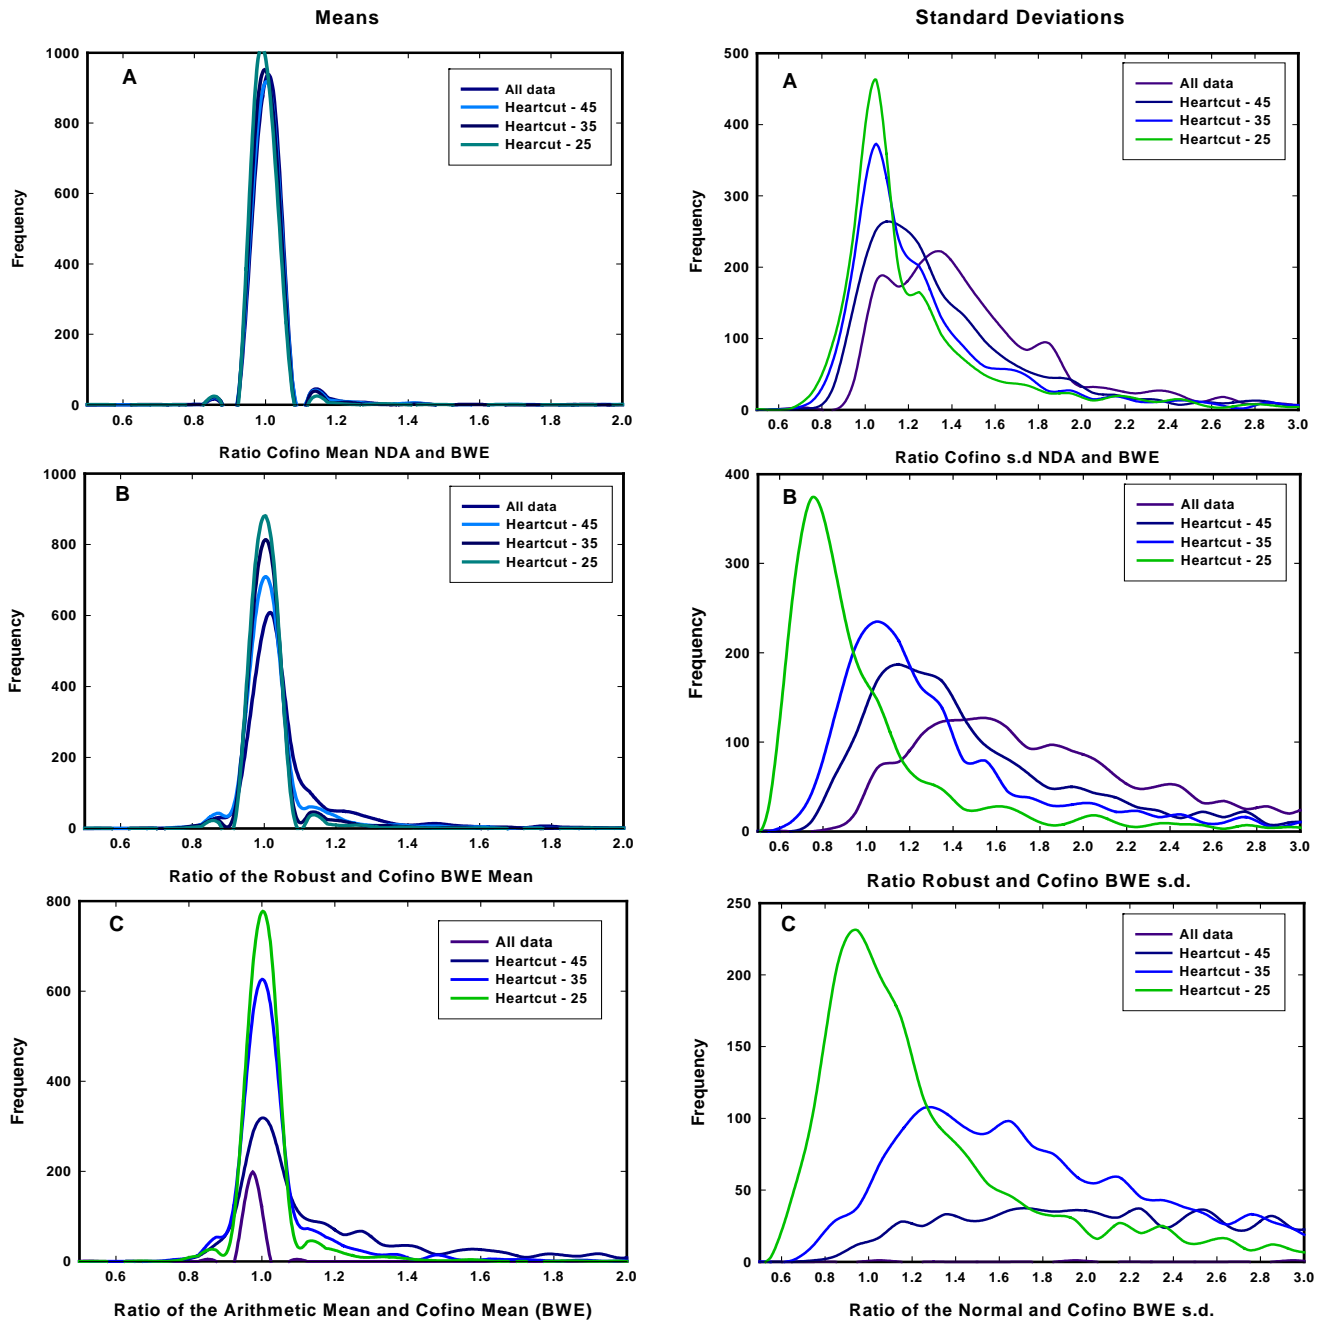 Means
Standard Deviations
A
1000
800
600
400
200
0
Frequency
All data
Heartcut - 45
Heartcut - 35
Hearcut - 25
0.6 0.8 1.0 1.2 1.4 1.6 1.8 2.0
Ratio Cofino Mean NDA and BWE
A
500
400
300
200
100
0
Frequency
All data
Heartcut - 45
Heartcut - 35
Heartcut - 25
0.6 0.8 1.0 1.2 1.4 1.6 1.8 2.0 2.2 2.4 2.6 2.8 3.0
Ratio Cofino s.d NDA and BWE
B
1000
800
600
400
200
0
Frequency
All data
Heartcut - 45
Heartcut - 35
Heartcut - 25
0.6 0.8 1.0 1.2 1.4 1.6 1.8 2.0
Ratio of the Robust and Cofino BWE Mean
B
400
300
200
100
0
Frequency
All data
Heartcut - 45
Heartcut - 35
Heartcut - 25
0.6 0.8 1.0 1.2 1.4 1.6 1.8 2.0 2.2 2.4 2.6 2.8 3.0
Ratio Robust and Cofino BWE s.d.
C
800
600
400
200
0
Frequency
All data
Heartcut - 45
Heartcut - 35
Heartcut - 25
0.6 0.8 1.0 1.2 1.4 1.6 1.8 2.0
Ratio of the Arithmetic Mean and Cofino Mean (BWE)
C
250
200
150
100
50
0
Frequency
All data
Heartcut - 45
Heartcut - 35
Heartcut - 25
0.6 0.8 1.0 1.2 1.4 1.6 1.8 2.0 2.2 2.4 2.6 2.8 3.0
Ratio of the Normal and Cofino BWE s.d.